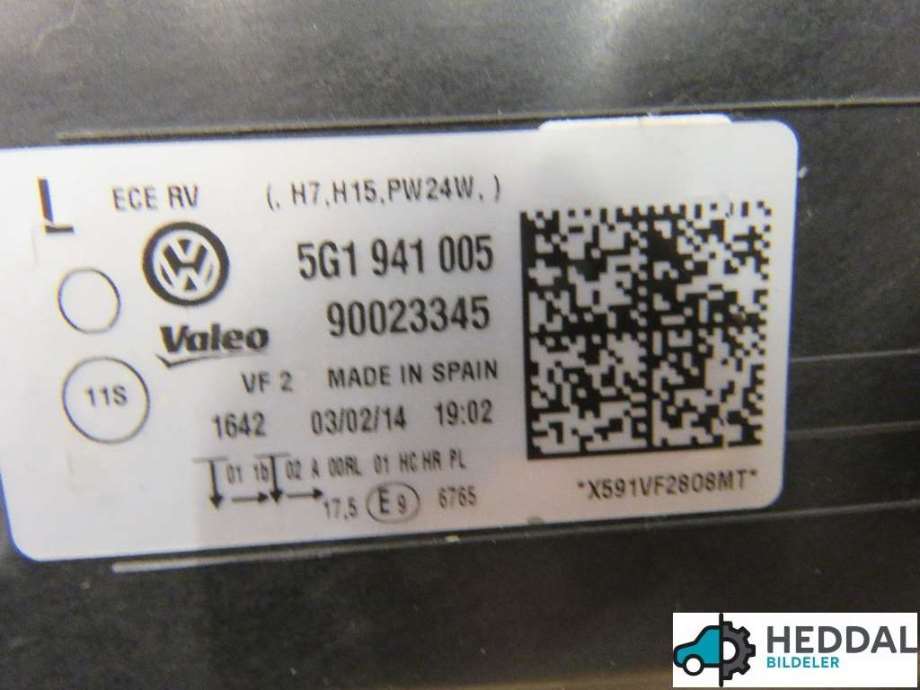 L ECE RV (. H7,H15,PW24W. )
5G1 941 005
90023345
Valeo
VF 2 MADE IN SPAIN
11S
1642 03/02/14 19:02
01 1b 02 A 00RL 01 HC HR PL
17,5 E9 6765
*X591VF2808MT*
HEDDAL
BILDELER